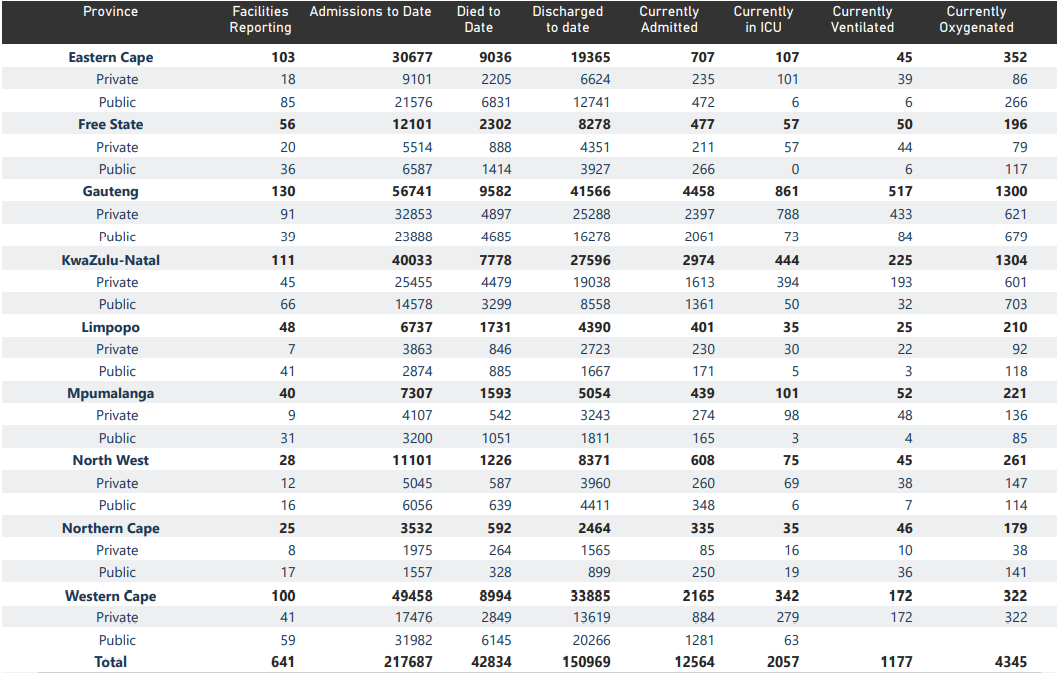 Province Facilities Reporting Admissions to Date Died to Date Discharged to date Currently Admitted Currently in ICU Currently Ventilated Currently Oxygenated
Eastern Cape 103 30677 9036 19365 707 107 45 352
Private 18 9101 2205 6624 235 101 39 86
Public 85 21576 6831 12741 472 6 6 266
Free State 56 12101 2302 8278 477 57 50 196
Private 20 5514 888 4351 211 57 44 79
Public 36 6587 1414 3927 266 0 6 117
Gauteng 130 56741 9582 41566 4458 861 517 1300
Private 91 32853 4897 25288 2397 788 433 621
Public 39 23888 4685 16278 2061 73 84 679
KwaZulu-Natal 111 40033 7778 27596 2974 444 225 1304
Private 45 25455 4479 19038 1613 394 193 601
Public 66 14578 3299 8558 1361 50 32 703
Limpopo 48 6737 1731 4390 401 35 25 210
Private 7 3863 846 2723 230 30 22 92
Public 41 2874 885 1667 171 5 3 118
Mpumalanga 40 7307 1593 5054 439 101 52 221
Private 9 4107 542 3243 274 98 48 136
Public 31 3200 1051 1811 165 3 4 85
North West 28 11101 1226 8371 608 75 45 261
Private 12 5045 587 3960 260 69 38 147
Public 16 6056 639 4411 348 6 7 114
Northern Cape 25 3532 592 2464 335 35 46 179
Private 8 1975 264 1565 85 16 10 38
Public 17 1557 328 899 250 19 36 141
Western Cape 100 49458 8994 33885 2165 342 172 322
Private 41 17476 2849 13619 884 279 172 322
Public 59 31982 6145 20266 1281 63
Total 641 217687 42834 150969 12564 2057 1177 4345